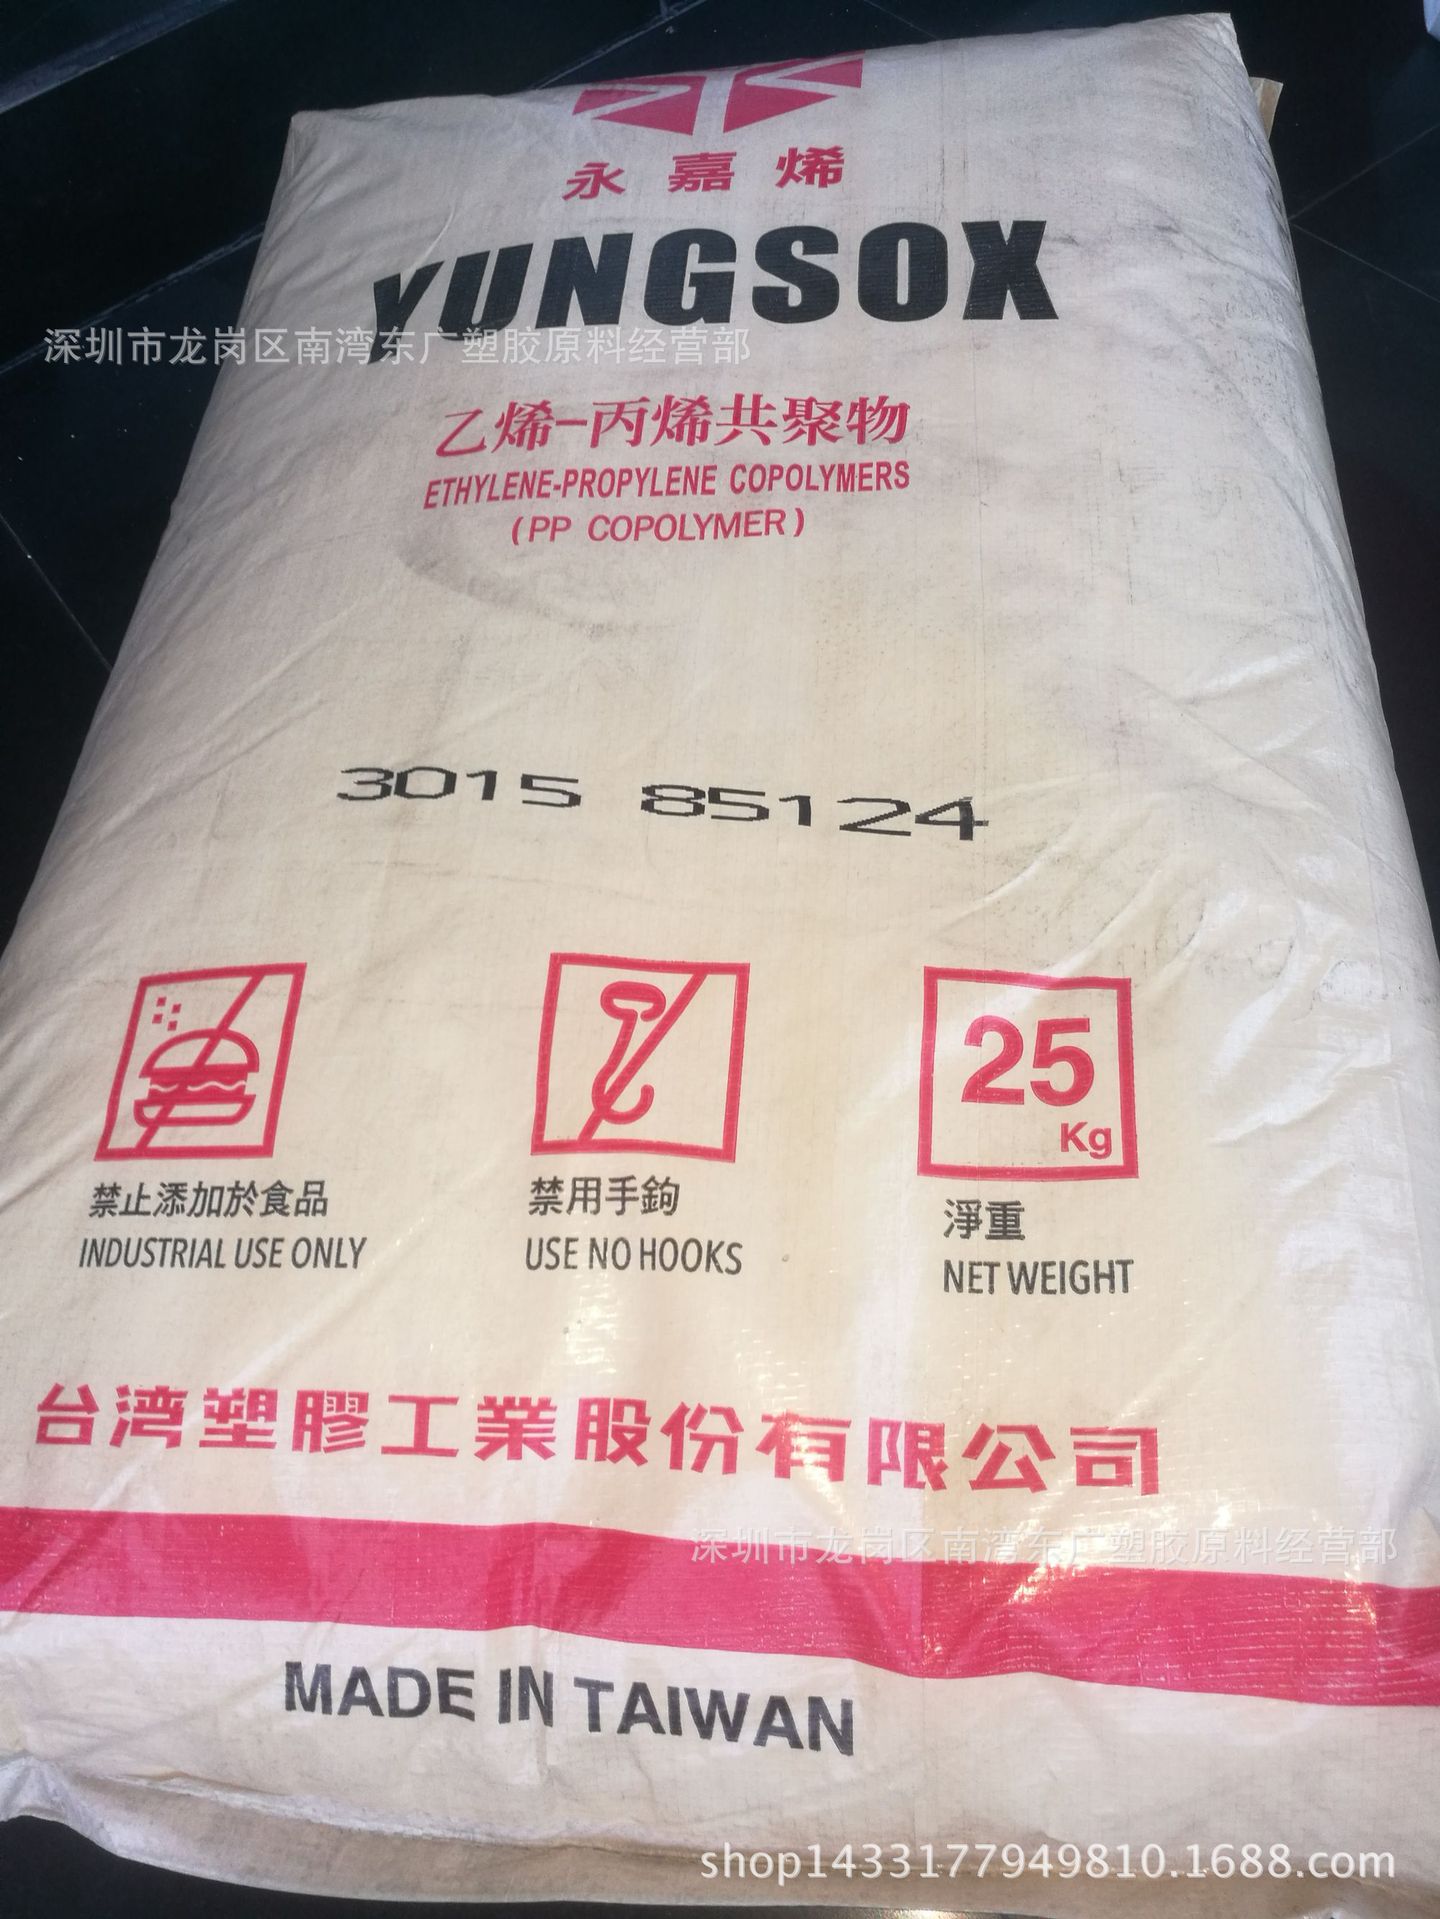 永嘉烯
YUNGSOX
深圳市龙岗区南湾东广塑胶原料经营部
乙烯-丙烯共聚物
ETHYLENE-PROPYLENE COPOLYMERS
(PP COPOLYMER)
3015 85124
25
Kg
禁止添加於食品
INDUSTRIAL USE ONLY
禁用手鉤
USE NO HOOKS
淨重
NET WEIGHT
台湾塑膠工業股份有限公司
深圳市龙岗区南湾东广塑胶原料经营部
MADE IN TAIWAN
shop1433177949810.1688.com